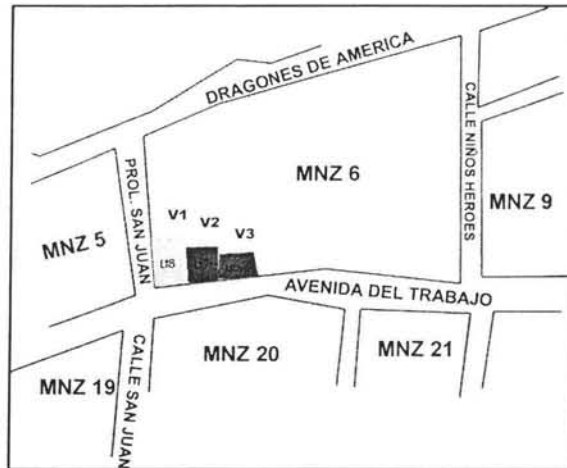 DRAGONES DE AMERICA
PROL. SAN JUAN
CALLE NIÑOS HEROES
MNZ 6
MNZ 9
MNZ 5
V1
V2
V3
Lt8
AVENIDA DEL TRABAJO
MNZ 20
MNZ 21
MNZ 19
CALLE SAN JUAN